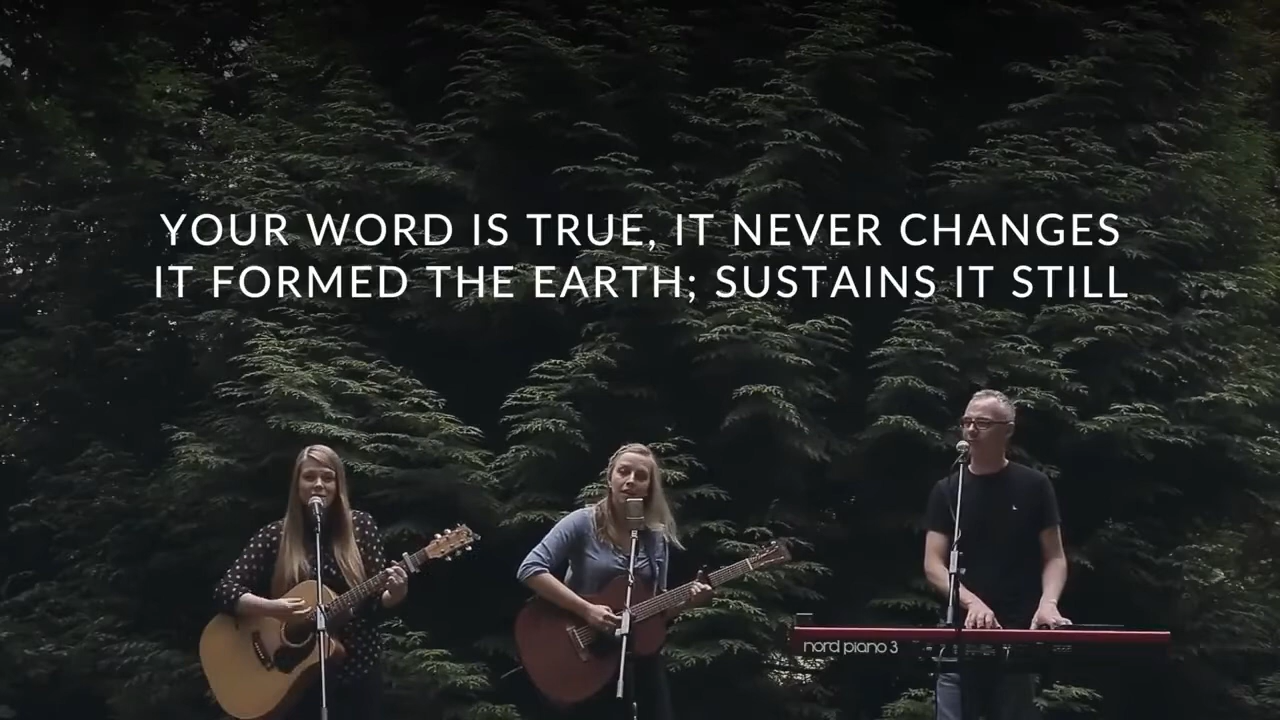 YOUR WORD IS TRUE, IT NEVER CHANGES
IT FORMED THE EARTH; SUSTAINS IT STILL
nord piano 3